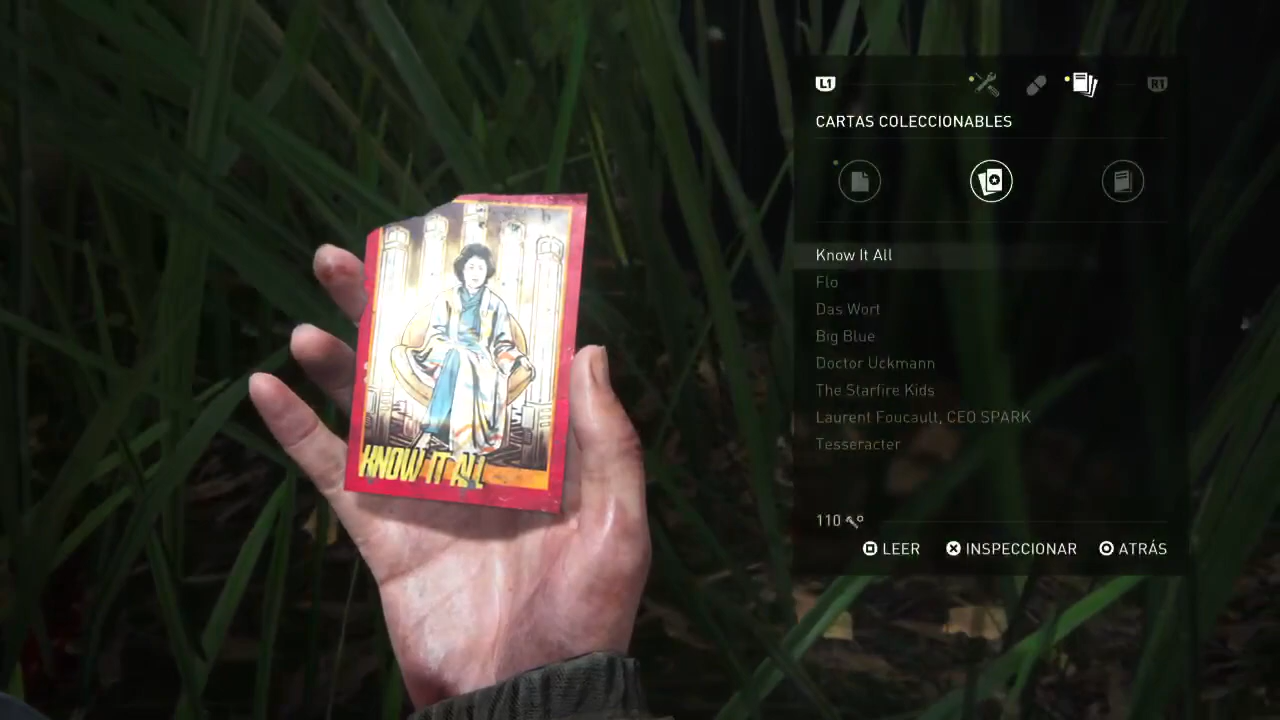 L1
R1
CARTAS COLECCIONABLES
Know It All
Flo
Das Wort
Big Blue
Doctor Uckmann
The Starfire Kids
Laurent Foucault, CEO SPARK
Tesseracter
110
LEER INSPECCIONAR ATRÁS
KNOW IT ALL